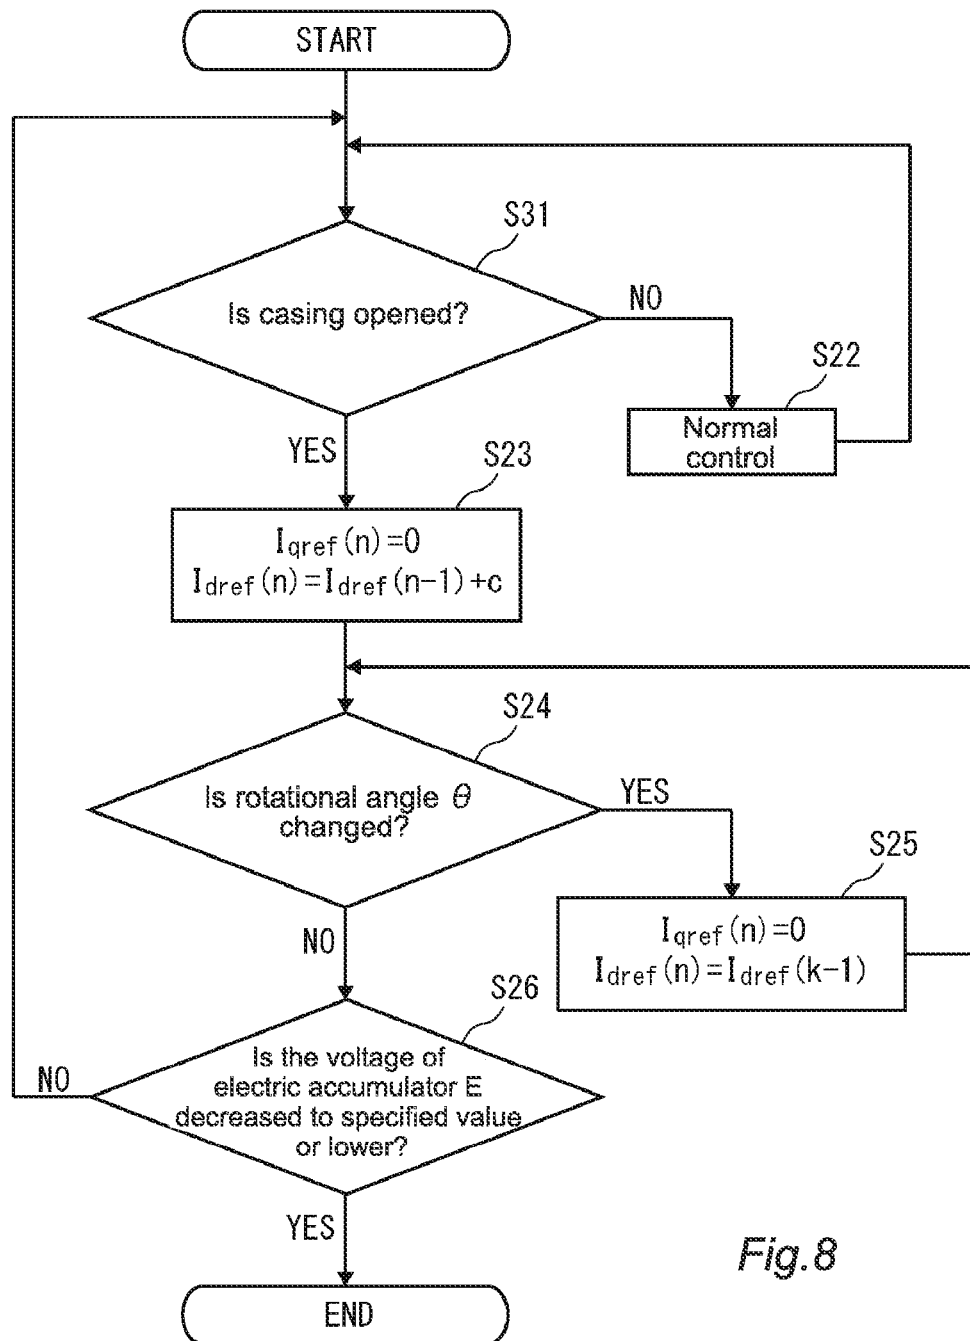 START
S31
Is casing opened?
NO
S22
Normal
control
YES
S23
Iqref(n)=0
Idref(n)=Idref(n-1)+c
S24
Is rotational angle θ
changed?
YES
S25
Iqref(n)=0
Idref(n)=Idref(k-1)
NO
S26
Is the voltage of
electric accumulator E
decreased to specified value
or lower?
NO
YES
END
Fig.8